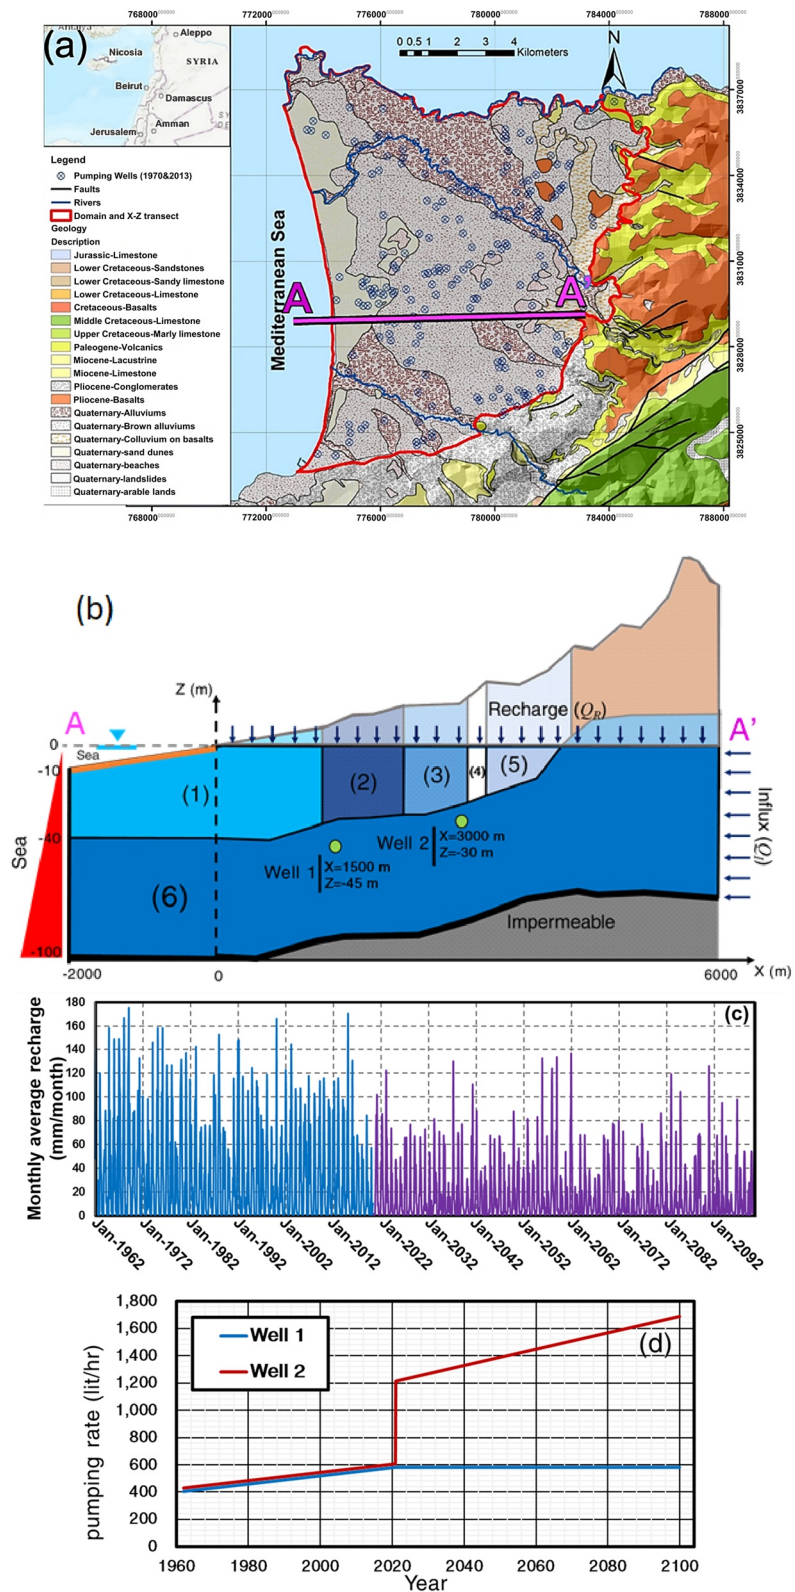 768000 772000 776000 780000 784000 788000
(a)
Aleppo
Nicosia
SYRIA
Beirut
Damascus
Amman
Jerusalem
N
0 0.5 1 2 3 4
Kilometers
3837000
3834000
3831000
3828000
3825000
Mediterranean Sea
A
A
Legend
Pumping Wells (1970&2013)
Faults
Rivers
Domain and X-Z transect
Geology
Description
Jurassic-Limestone
Lower Cretaceous-Sandstones
Lower Cretaceous-Sandy limestone
Lower Cretaceous-Limestone
Cretaceous-Basalts
Middle Cretaceous-Limestone
Upper Cretaceous-Marly limestone
Paleogene-Volcanics
Miocene-Lacustrine
Miocene-Limestone
Pliocene-Conglomerates
Pliocene-Basalts
Quaternary-Alluviums
Quaternary-Brown alluviums
Quaternary-Colluvium on basalts
Quaternary-sand dunes
Quaternary-beaches
Quaternary-landslides
Quaternary-arable lands
768000 772000 776000 780000 784000 788000
(b)
Z (m)
A
A'
Recharge (QR)
0
Sea
-10
-40
-100
Sea
(1)
(2)
(3)
(4)
(5)
(6)
Well 1
X=1500 m
Z=-45 m
Well 2
X=3000 m
Z=-30 m
Influx (QI)
Impermeable
-2000 0 6000 X (m)
(c)
Monthly average recharge
(mm/month)
180
160
140
120
100
80
60
40
20
0
Jan-1962 Jan-1972 Jan-1982 Jan-1992 Jan-2002 Jan-2012 Jan-2022 Jan-2032 Jan-2042 Jan-2052 Jan-2062 Jan-2072 Jan-2082 Jan-2092
(d)
Well 1
Well 2
pumping rate (lit/hr)
1,800
1,600
1,400
1,200
1,000
800
600
400
200
0
1960 1980 2000 2020 2040 2060 2080 2100
Year